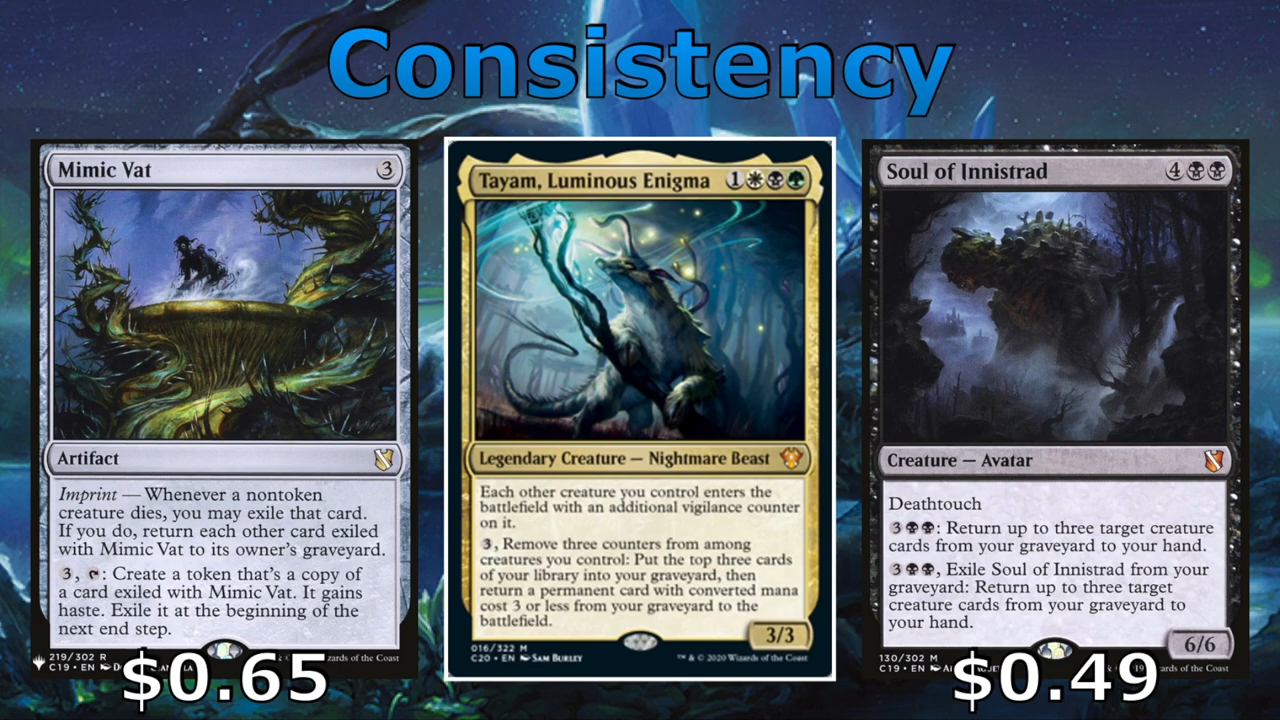 Consistency
Mimic Vat 3
Artifact
Imprint — Whenever a nontoken
creature dies, you may exile that card.
If you do, return each other card exiled
with Mimic Vat to its owner's graveyard.
3, : Create a token that's a copy of
a card exiled with Mimic Vat. It gains
haste. Exile it at the beginning of the
next end step.
219/302 R
C19 • EN
of the Coast
$0.65
Tayam, Luminous Enigma 1
Legendary Creature — Nightmare Beast
Each other creature you control enters the
battlefield with an additional vigilance counter
on it.
3, Remove three counters from among
creatures you control: Put the top three cards
of your library into your graveyard, then
return a permanent card with converted mana
cost 3 or less from your graveyard to the
battlefield.
3/3
016/322 M
C20 • EN SAM BURLEY
™ & © 2020 Wizards of the Coast
Soul of Innistrad 4
Creature — Avatar
Deathtouch
3: Return up to three target creature
cards from your graveyard to your hand.
3, Exile Soul of Innistrad from your
graveyard: Return up to three target
creature cards from your graveyard to
your hand.
6/6
130/302 M
C19 • EN
of the Coast
$0.49